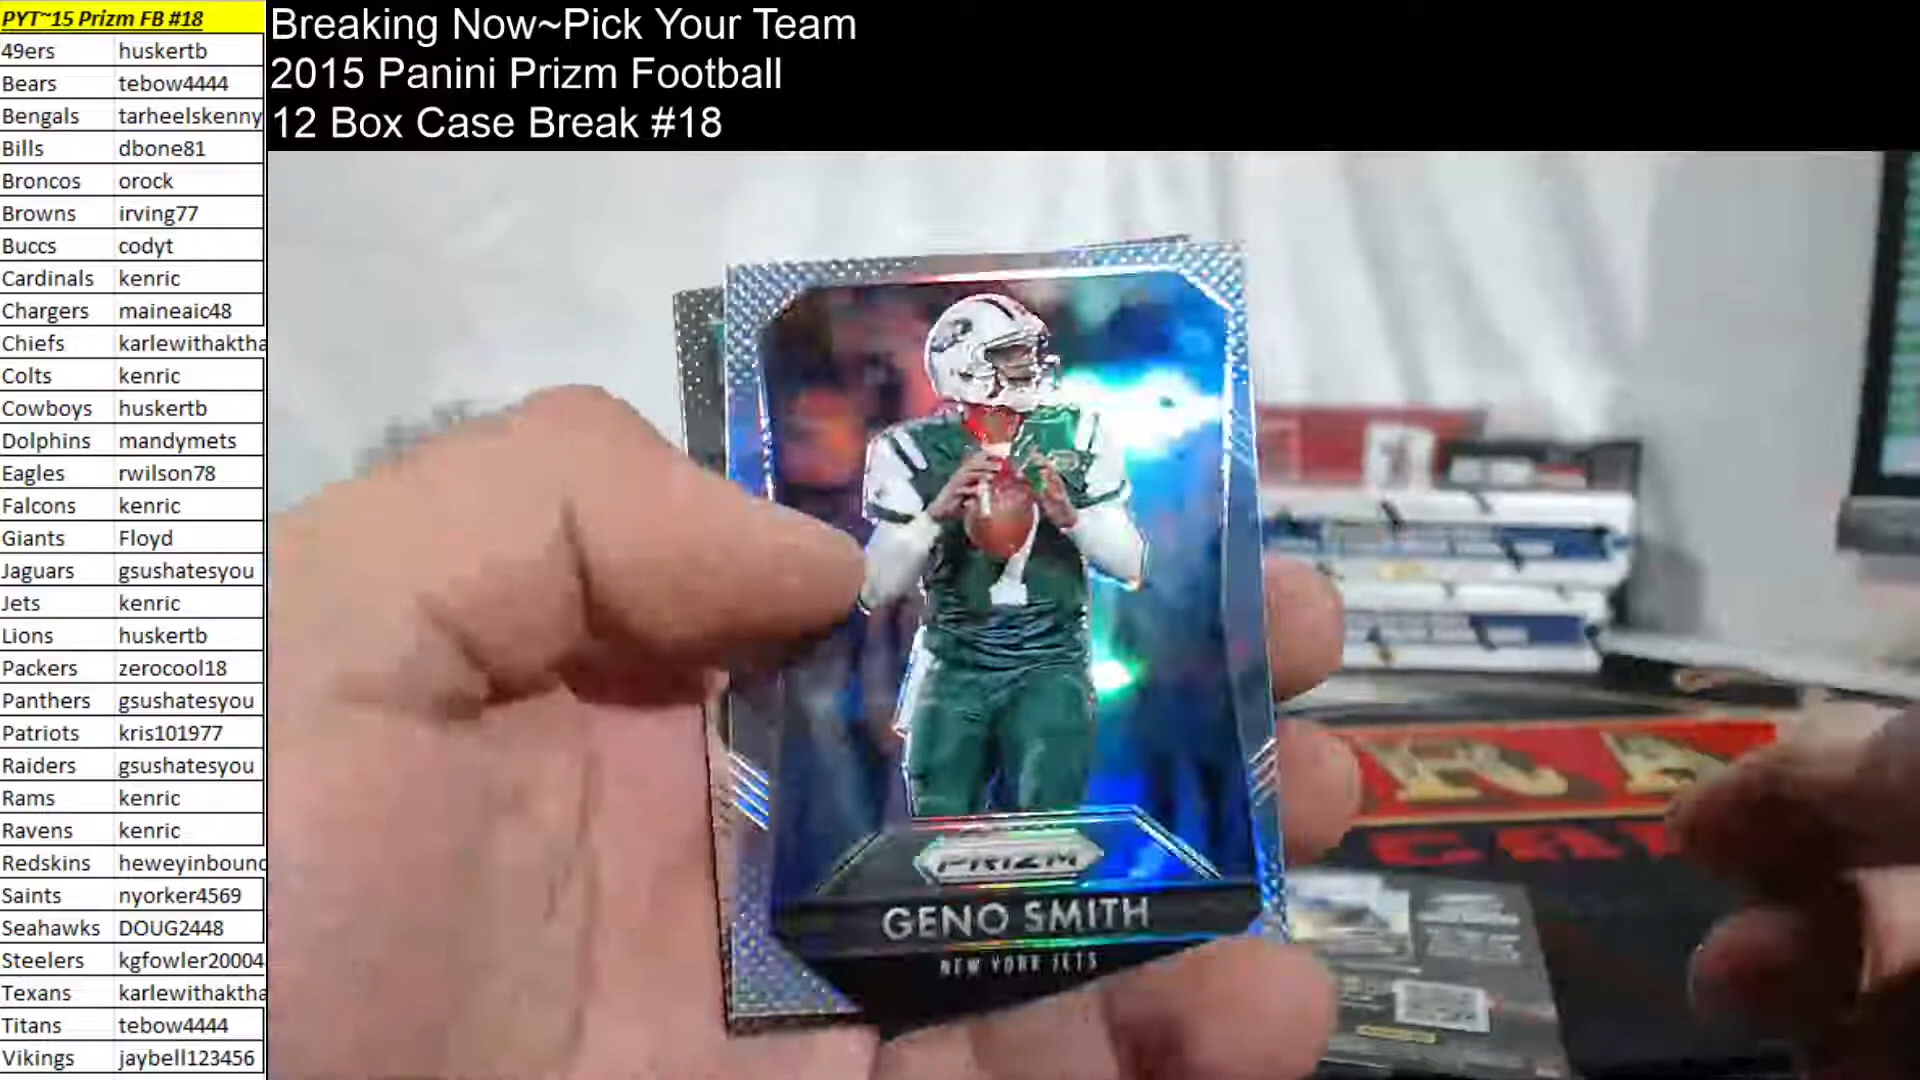 PYT~15 Prizm FB #18
49ers huskertb
Bears tebow4444
Bengals tarheelskenny
Bills dbone81
Broncos orock
Browns irving77
Buccs codyt
Cardinals kenric
Chargers maineaic48
Chiefs karlewithaktha
Colts kenric
Cowboys huskertb
Dolphins mandymets
Eagles rwilson78
Falcons kenric
Giants Floyd
Jaguars gsushatesyou
Jets kenric
Lions huskertb
Packers zerocool18
Panthers gsushatesyou
Patriots kris101977
Raiders gsushatesyou
Rams kenric
Ravens kenric
Redskins heweyinbound
Saints nyorker4569
Seahawks DOUG2448
Steelers kgfowler20004
Texans karlewithaktha
Titans tebow4444
Vikings jaybell123456
Breaking Now~Pick Your Team
2015 Panini Prizm Football
12 Box Case Break #18
7
PRIZM
GENO SMITH
NEW YORK JETS